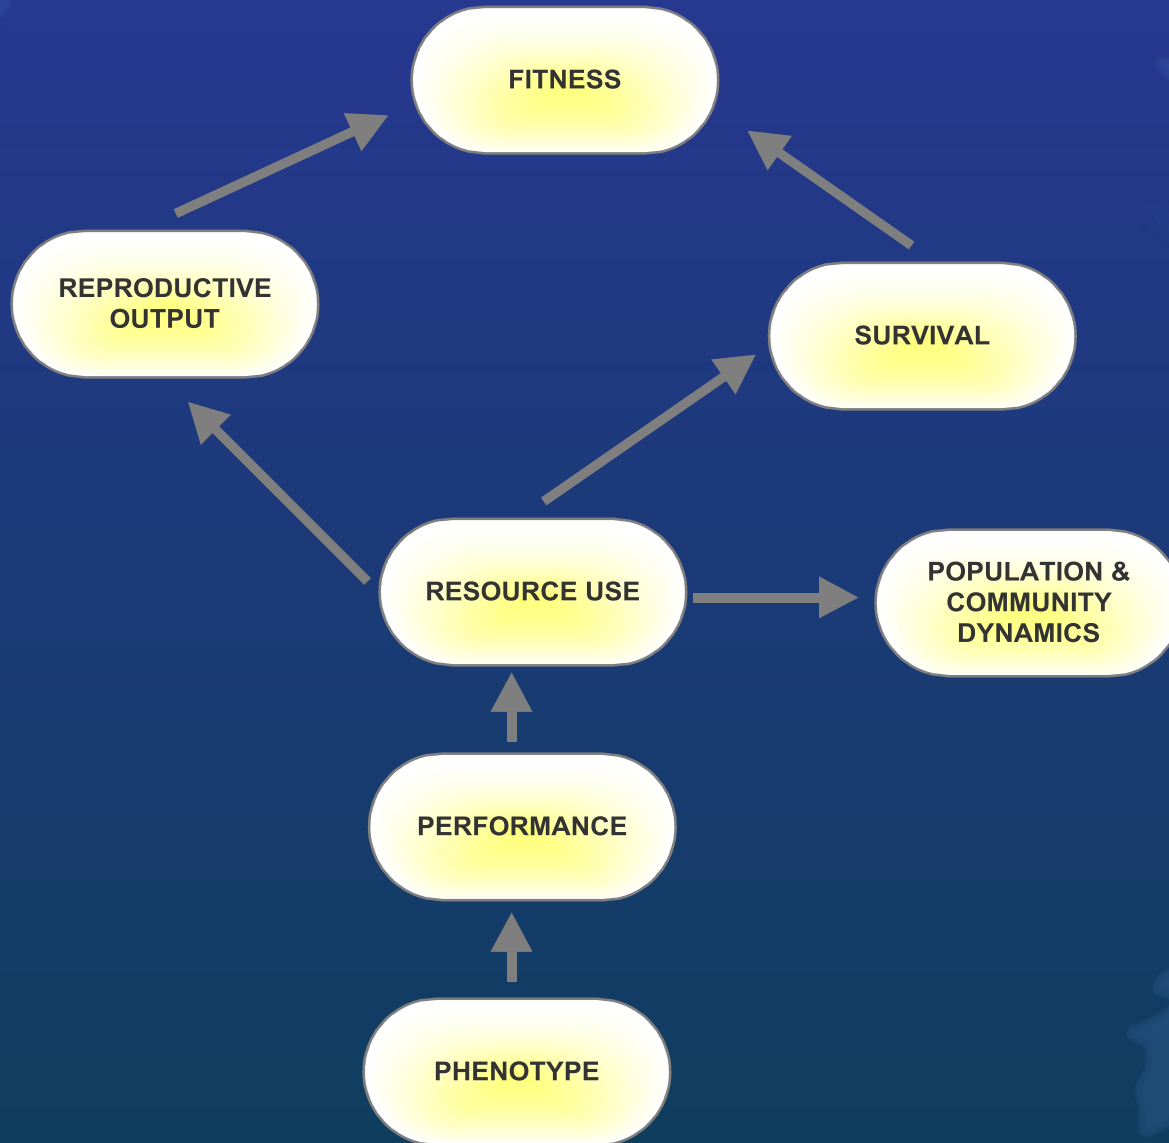 FITNESS
REPRODUCTIVE
OUTPUT
SURVIVAL
RESOURCE USE
POPULATION &
COMMUNITY
DYNAMICS
PERFORMANCE
PHENOTYPE